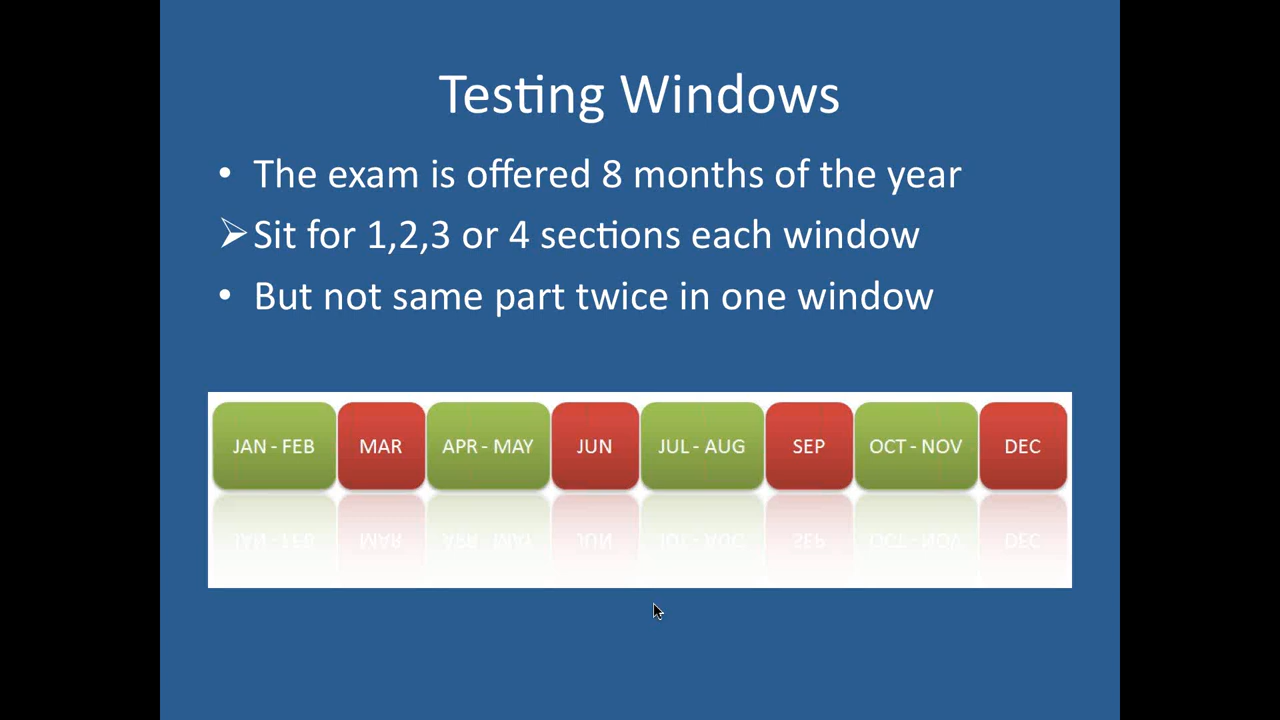 Testing Windows
• The exam is offered 8 months of the year
➢ Sit for 1,2,3 or 4 sections each window
• But not same part twice in one window
JAN - FEB MAR APR - MAY JUN JUL - AUG SEP OCT - NOV DEC